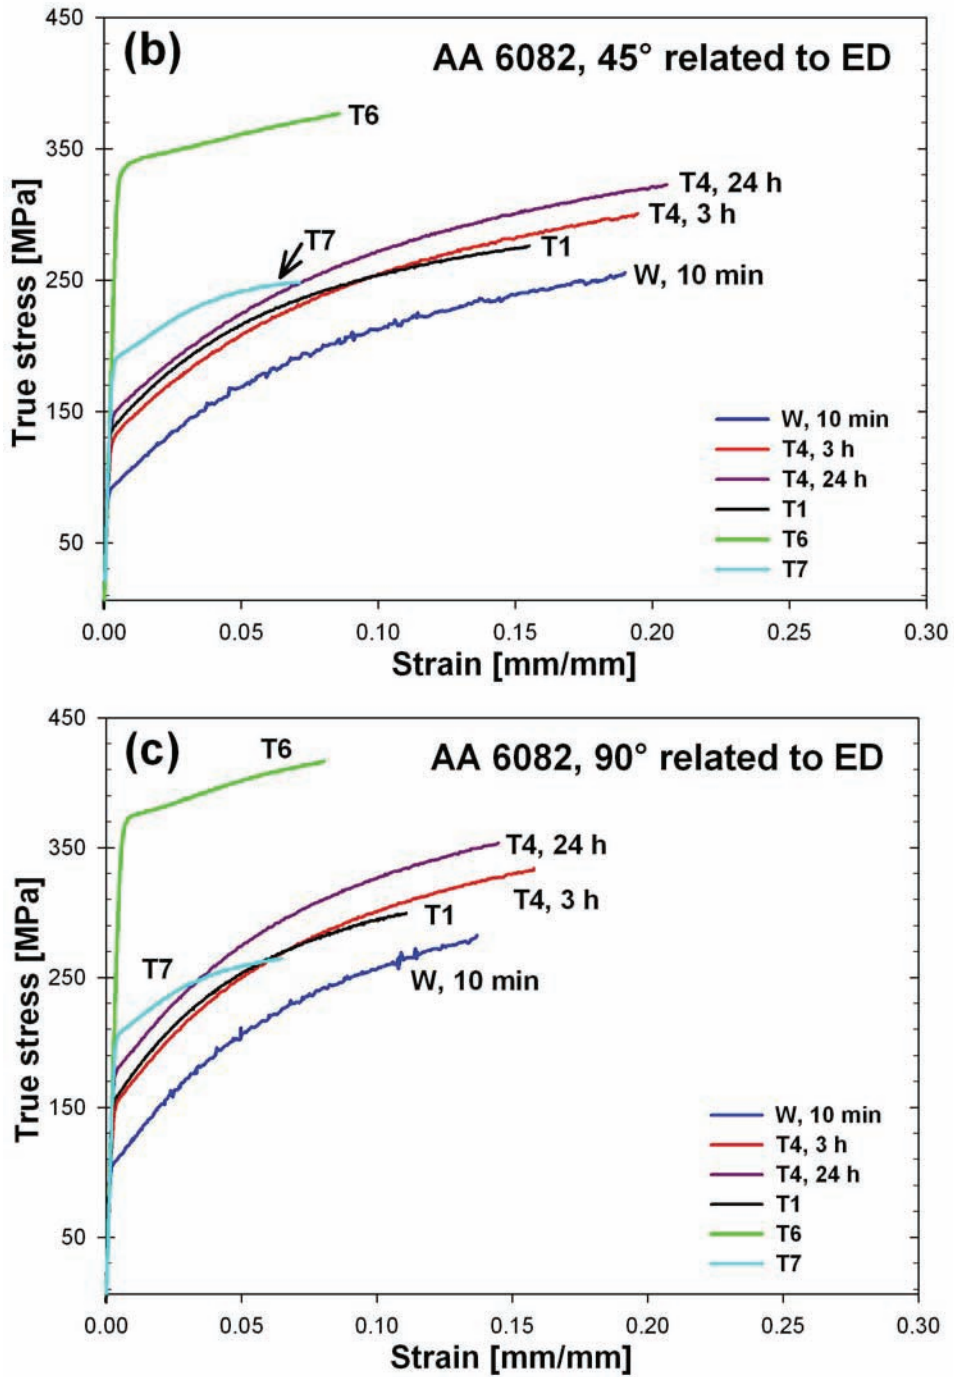 (b)
AA 6082, 45° related to ED
450
350
250
150
50
True stress [MPa]
T6
T4, 24 h
T4, 3 h
T7
T1
W, 10 min
W, 10 min
T4, 3 h
T4, 24 h
T1
T6
T7
0.00 0.05 0.10 0.15 0.20 0.25 0.30
Strain [mm/mm]
(c)
AA 6082, 90° related to ED
450
350
250
150
50
True stress [MPa]
T6
T4, 24 h
T4, 3 h
T1
T7
W, 10 min
W, 10 min
T4, 3 h
T4, 24 h
T1
T6
T7
0.00 0.05 0.10 0.15 0.20 0.25 0.30
Strain [mm/mm]